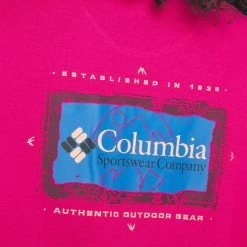 · ESTABLISHED IN 1938 ·
Columbia
Sportswear Company
· AUTHENTIC OUTDOOR GEAR ·